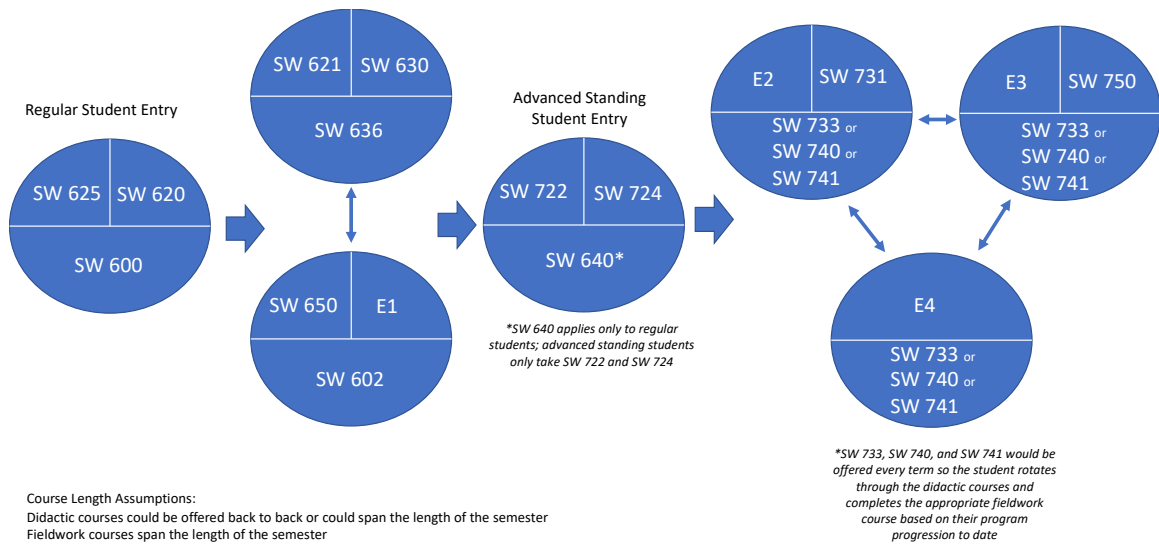 Regular Student Entry
SW 625
SW 620
SW 600
SW 621
SW 630
SW 636
SW 650
E1
SW 602
Advanced Standing
Student Entry
SW 722
SW 724
SW 640*
*SW 640 applies only to regular
students; advanced standing students
only take SW 722 and SW 724
E2
SW 731
SW 733 or
SW 740 or
SW 741
E3
SW 750
SW 733 or
SW 740 or
SW 741
E4
SW 733 or
SW 740 or
SW 741
*SW 733, SW 740, and SW 741 would be
offered every term so the student rotates
through the didactic courses and
completes the appropriate fieldwork
course based on their program
progression to date
Course Length Assumptions:
Didactic courses could be offered back to back or could span the length of the semester
Fieldwork courses span the length of the semester